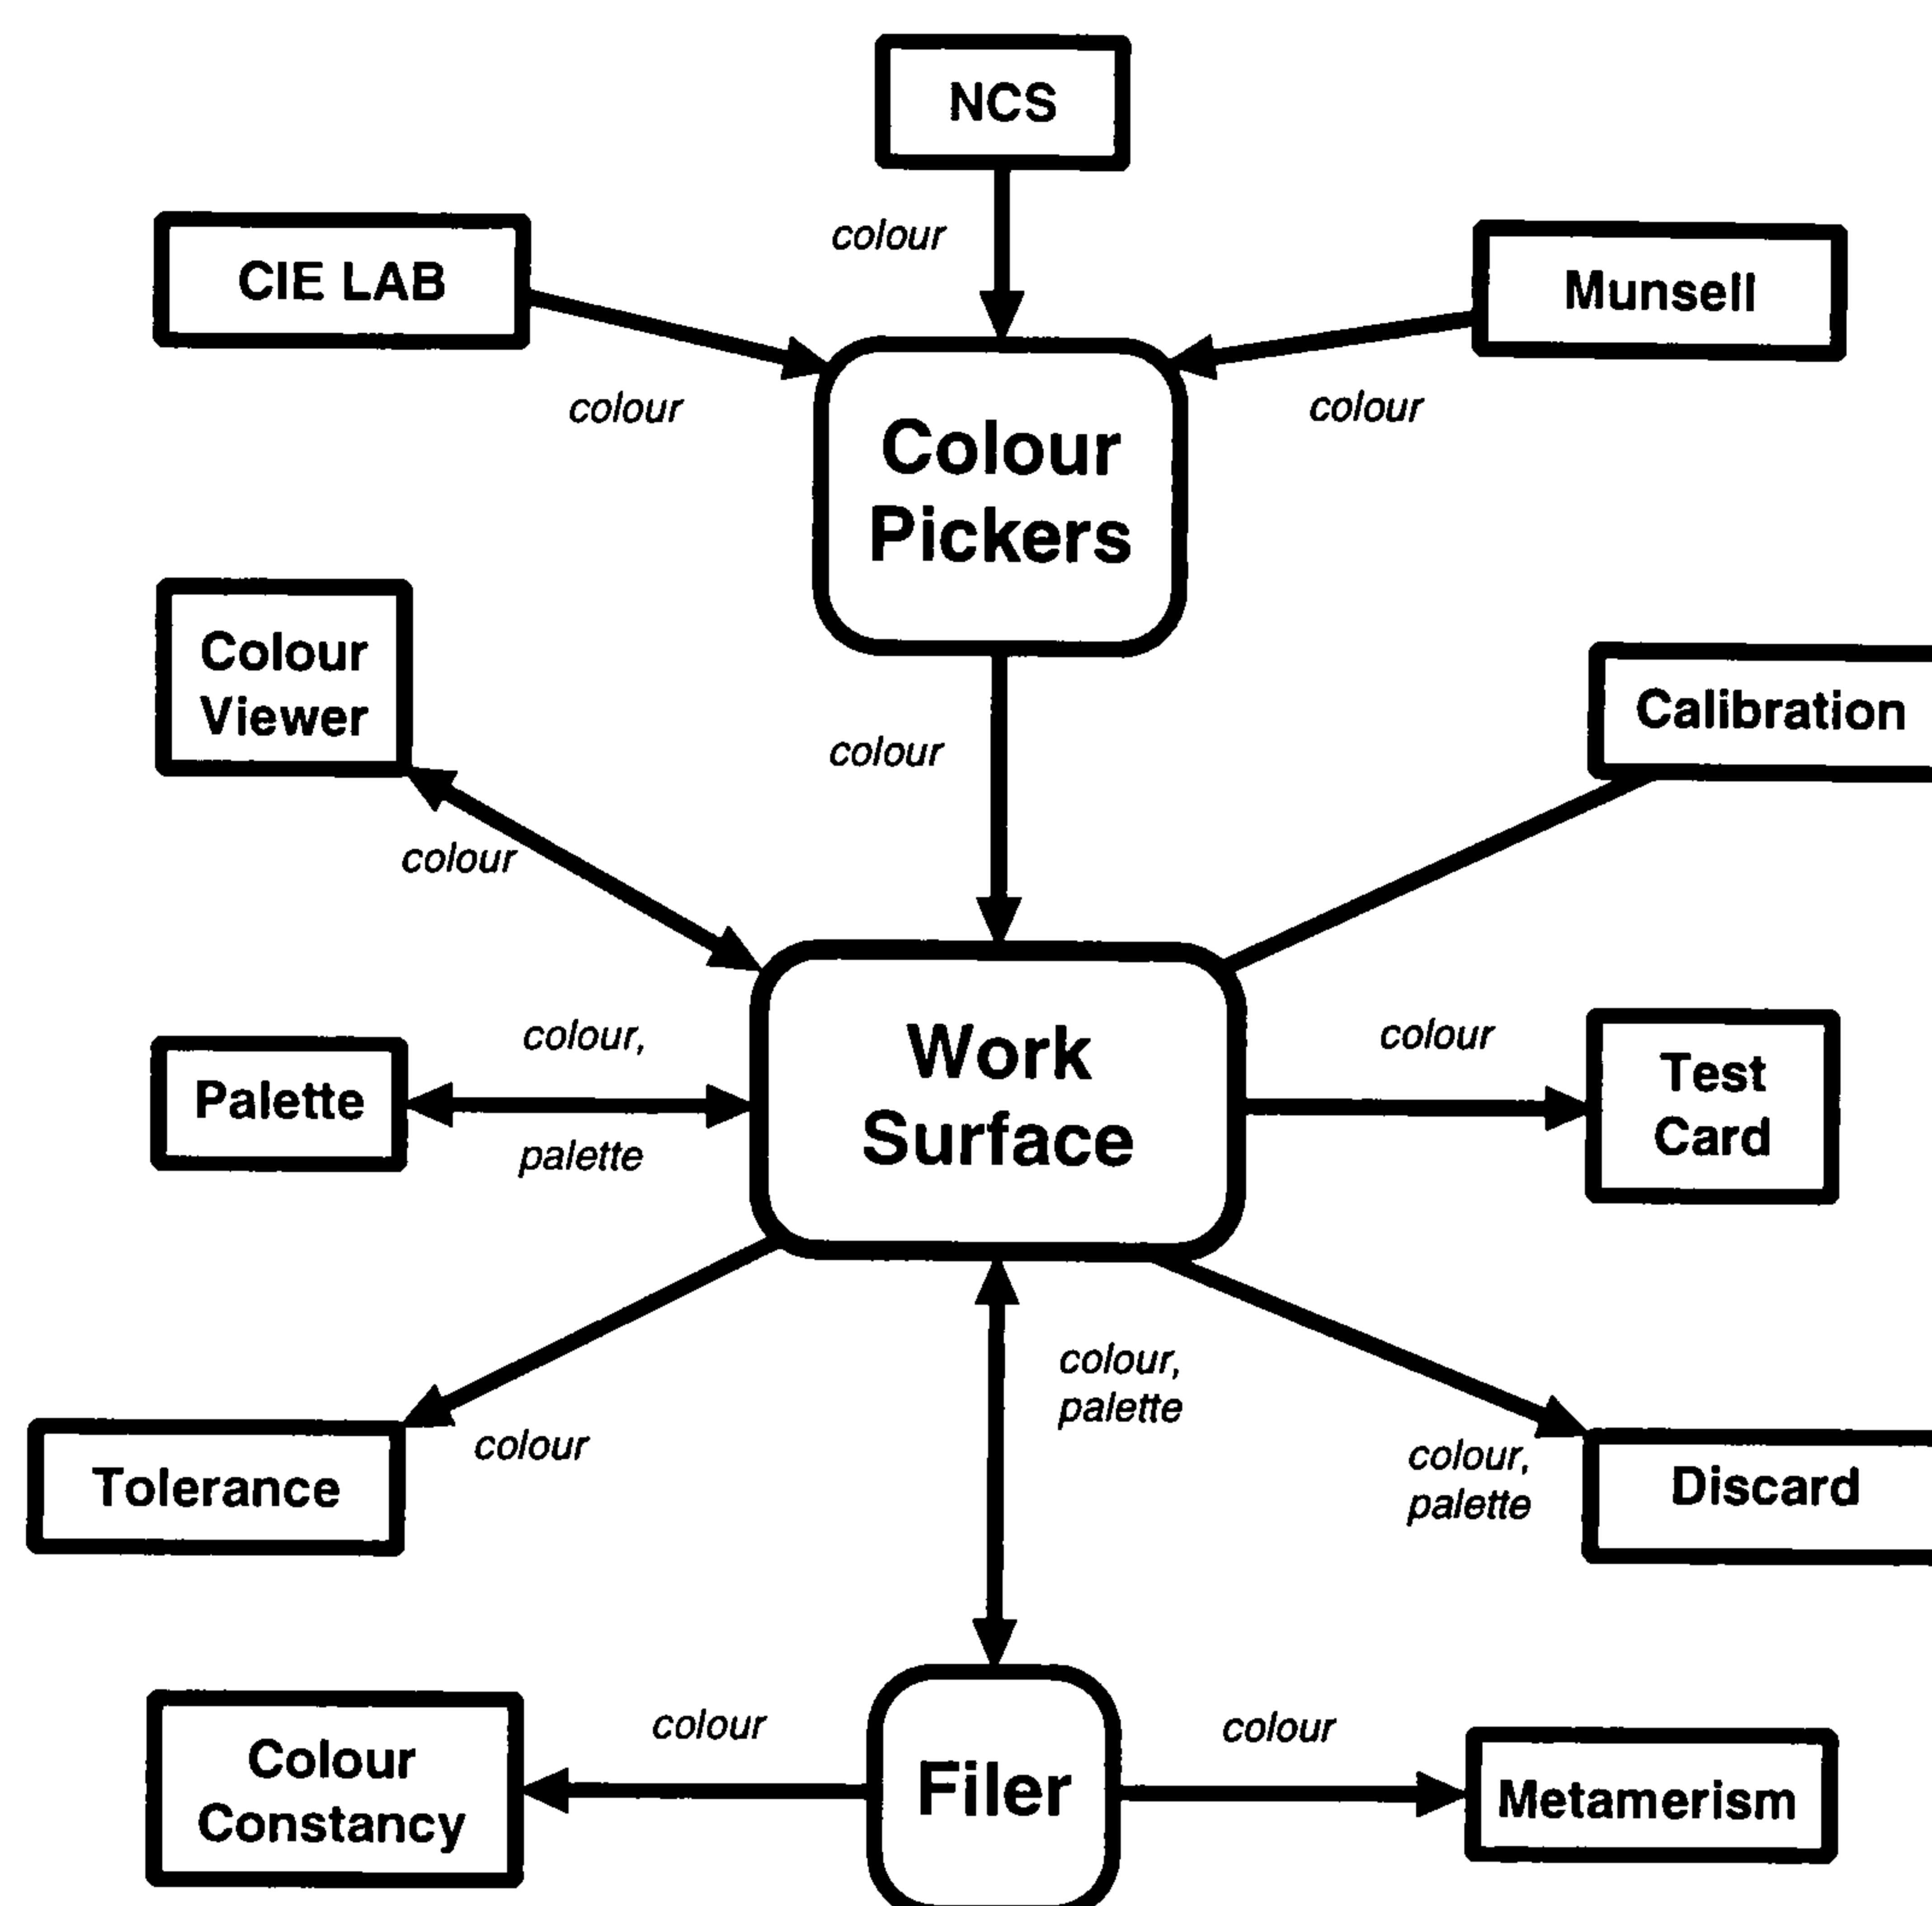 NCS
colour
CIE LAB
Munsell
colour
colour
Colour
Pickers
Colour
Viewer
colour
Calibration
colour
Work
Surface
colour,
palette
Palette
colour
Test
Card
colour,
palette
colour,
palette
colour
Tolerance
Discard
colour
colour
Colour
Constancy
Filer
Metamerism